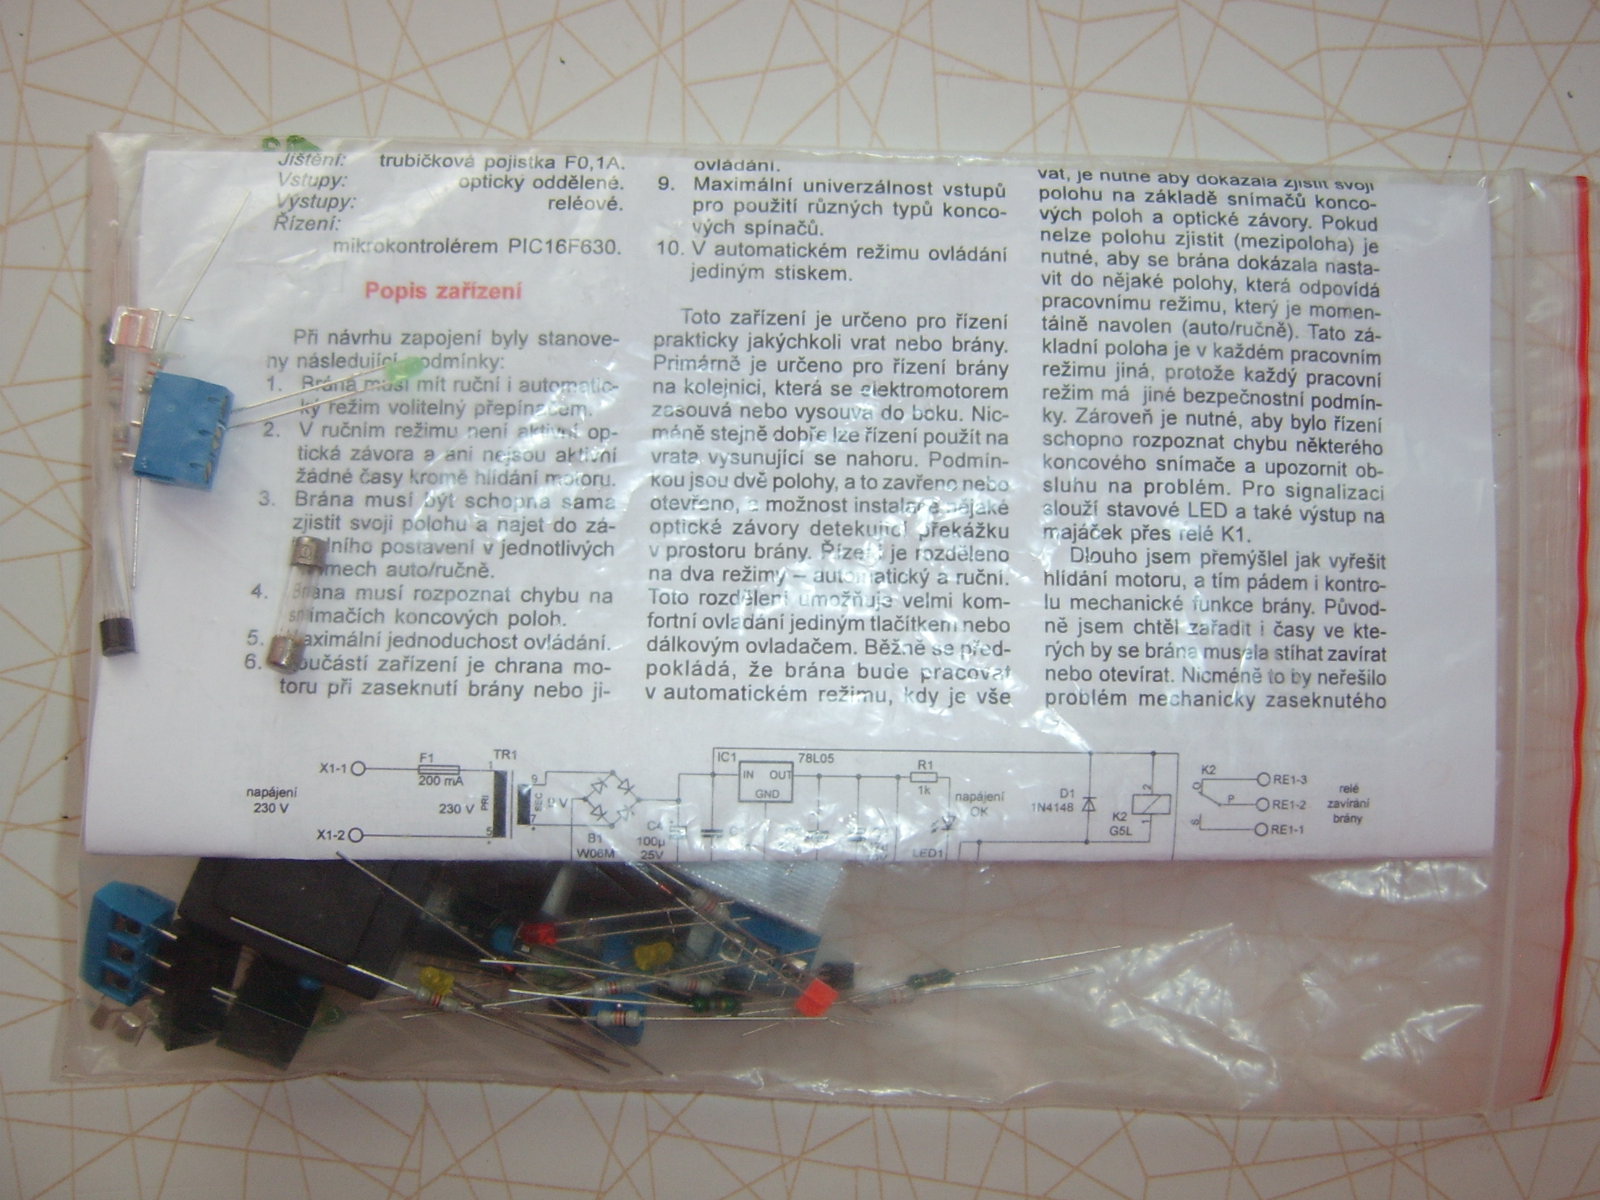 Jištění: trubičková pojistka F0,1A.
Vstupy: opticky oddělené.
Výstupy: reléové.
Řízení:
mikrokontrolérem PIC16F630.
Popis zařízení
Při návrhu zapojení byly stanove-
ny následující podmínky:
1. Brána musí mít ruční i automatic-
ký režim volitelný přepínačem.
2. V ručním režimu není aktivní op-
tická závora a ani nejsou aktivní
žádné časy kromě hlídání motoru.
3. Brána musí být schopna sama
zjistit svoji polohu a najet do zá-
postavení v jednotlivých
auto/ručně.
4. Brána musí rozpoznat chybu na
snímačích koncových poloh.
5. Maximální jednoduchost ovládání.
6. Součástí zařízení je chrana mo-
toru při zaseknutí brány nebo ji-
ovládání.
9. Maximální univerzálnost vstupů
pro použití různých typů konco-
vých spínačů.
10. V automatickém režimu ovládání
jediným stiskem.
Toto zařízení je určeno pro řízení
prakticky jakýchkoli vrat nebo brány.
Primárně je určeno pro řízení brány
na kolejnici, která se elektromotorem
zasouvá nebo vysouvá do boku. Nic-
méně stejně dobře lze řízení použít na
vrata vysunující se nahoru. Podmín-
kou jsou dvě polohy, a to zavřeno nebo
otevřeno, a možnost instalace nějaké
optické závory detekující překážku
v prostoru brány. Řízení je rozděleno
na dva režimy – automatický a ruční.
Toto rozdělení umožňuje velmi kom-
fortní ovládání jediným tlačítkem nebo
dálkovým ovladačem. Běžně se před-
pokládá, že brána bude pracovat
v automatickém režimu, kdy je vše
vat, je nutné aby dokázala zjistit svoji
polohu na základě snímačů konco-
vých poloh a optické závory. Pokud
nelze polohu zjistit (mezipoloha) je
nutné, aby se brána dokázala nasta-
vit do nějaké polohy, která odpovídá
pracovnímu režimu, který je momen-
tálně navolen (auto/ručně). Tato zá-
kladní poloha je v každém pracovním
režimu jiná, protože každý pracovní
režim má jiné bezpečnostní podmín-
ky. Zároveň je nutné, aby bylo řízení
schopno rozpoznat chybu některého
koncového snímače a upozornit ob-
sluhu na problém. Pro signalizaci
slouží stavové LED a také výstup na
majáček přes relé K1.
Dlouho jsem přemýšlel jak vyřešit
hlídání motoru, a tím pádem i kontro-
lu mechanické funkce brány. Původ-
ně jsem chtěl zařadit i časy ve kte-
rých by se brána musela stíhat zavírat
nebo otevírat. Nicméně to by neřešilo
problém mechanicky zaseknutého
napájení
230 V
X1-1
X1-2
F1
200 mA
230 V
TR1
1
5
PRI
SEC
9
7
9 V
B1
W06M
C4
100µ
25V
IC1
78L05
IN OUT
GND
R1
1k
napájení
OK
LED1
D1
1N4148
K2
G5L
2
1
K2
O
P
S
RE1-3
RE1-2
RE1-1
relé
zavírání
brány